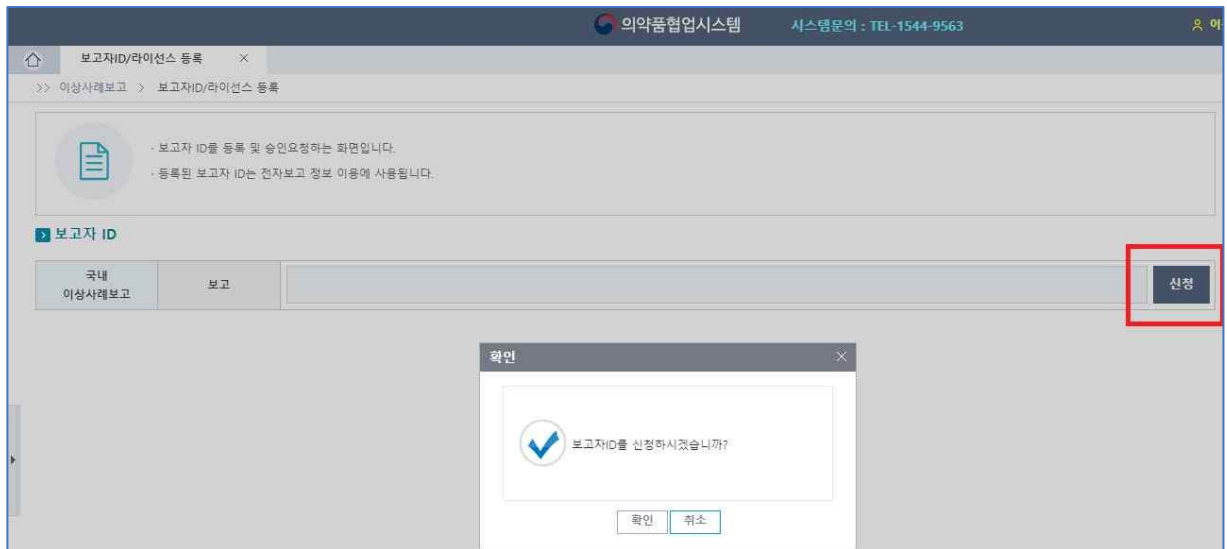 의약품협업시스템 시스템문의 : TEL-1544-9563
보고자ID/라이선스 등록 ×
>> 이상사례보고 > 보고자ID/라이선스 등록
· 보고자 ID를 등록 및 승인요청하는 화면입니다.
· 등록된 보고자 ID는 전자보고 정보 이용에 사용됩니다.
보고자 ID
국내
이상사례보고
보고
신청
확인 ×
보고자ID를 신청하시겠습니까?
확인 취소